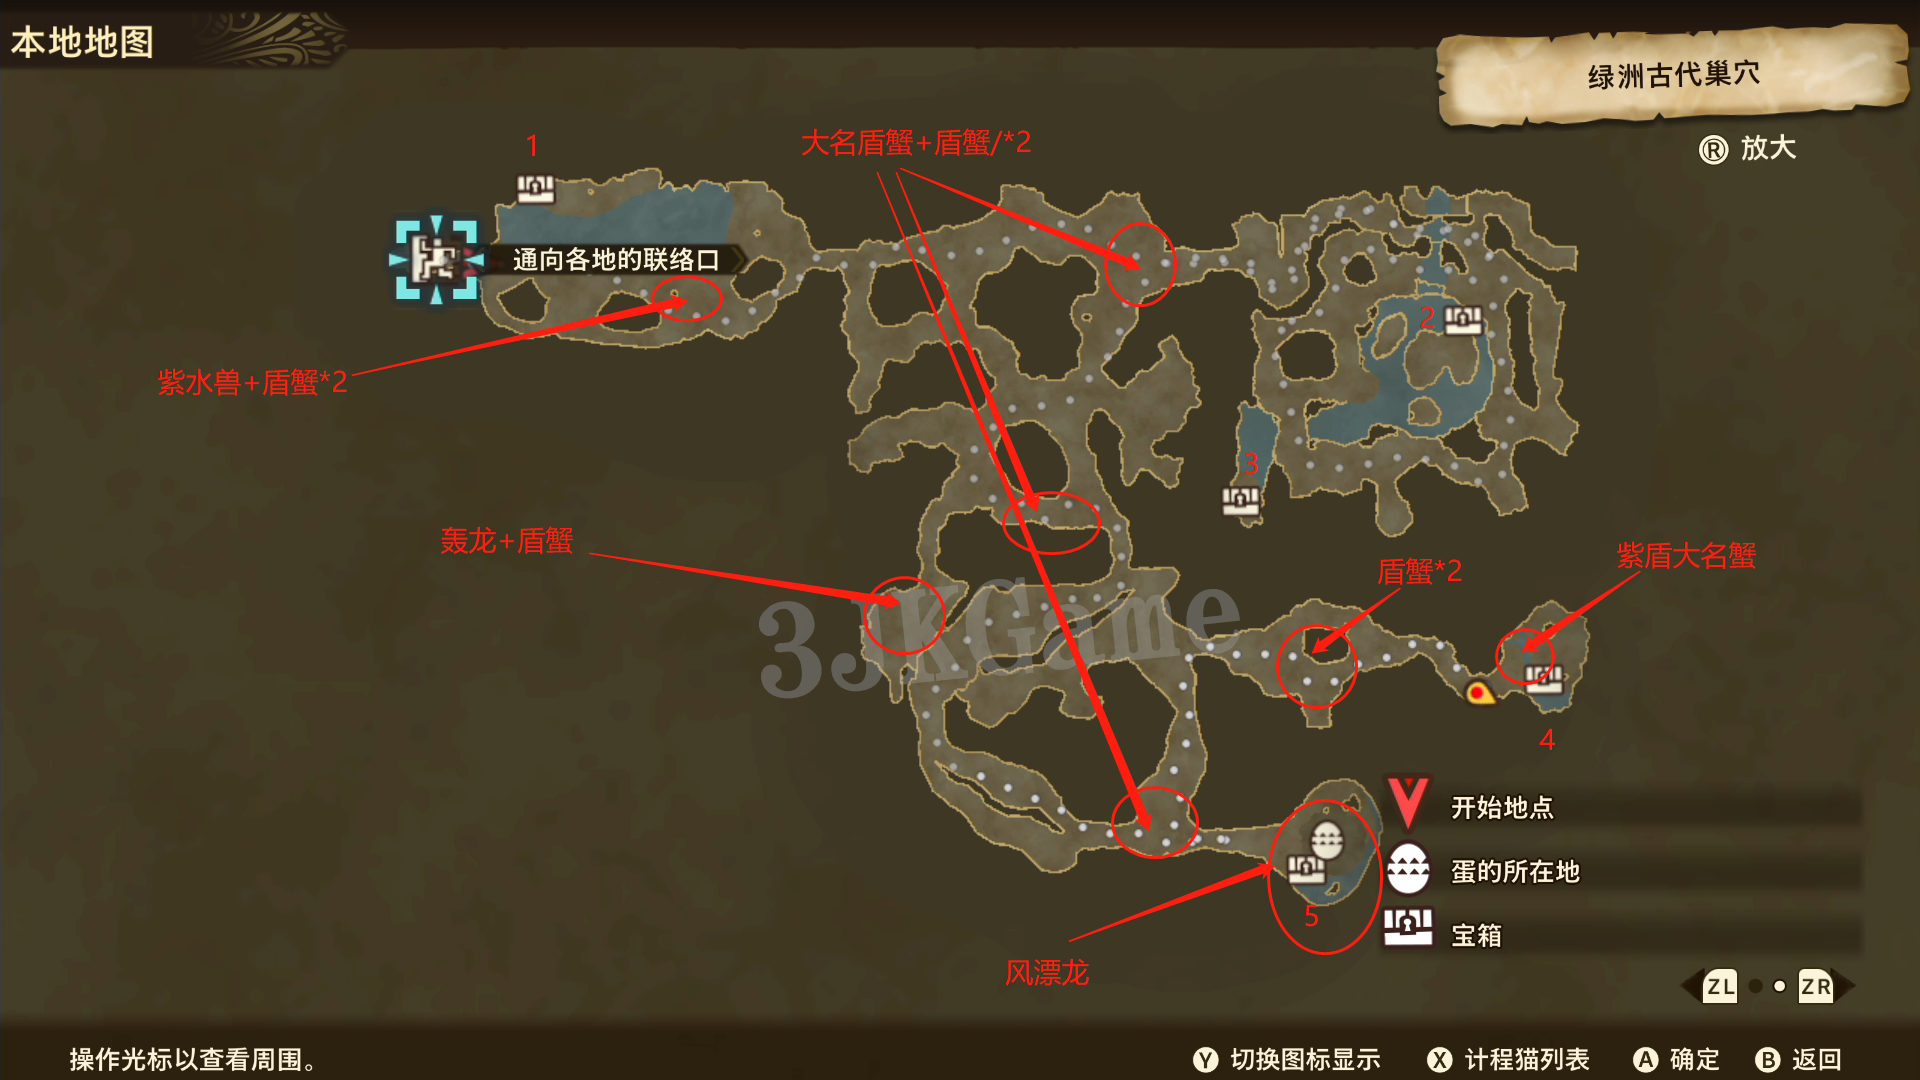 本地地图
绿洲古代巢穴
Ⓡ 放大
1
大名盾蟹+盾蟹/*2
通向各地的联络口
2
紫水兽+盾蟹*2
3
轰龙+盾蟹
盾蟹*2
紫盾大名蟹
3JKGame
4
开始地点
蛋的所在地
5
宝箱
风漂龙
ZL ZR
操作光标以查看周围。
Y 切换图标显示 X 计程猫列表 A 确定 B 返回